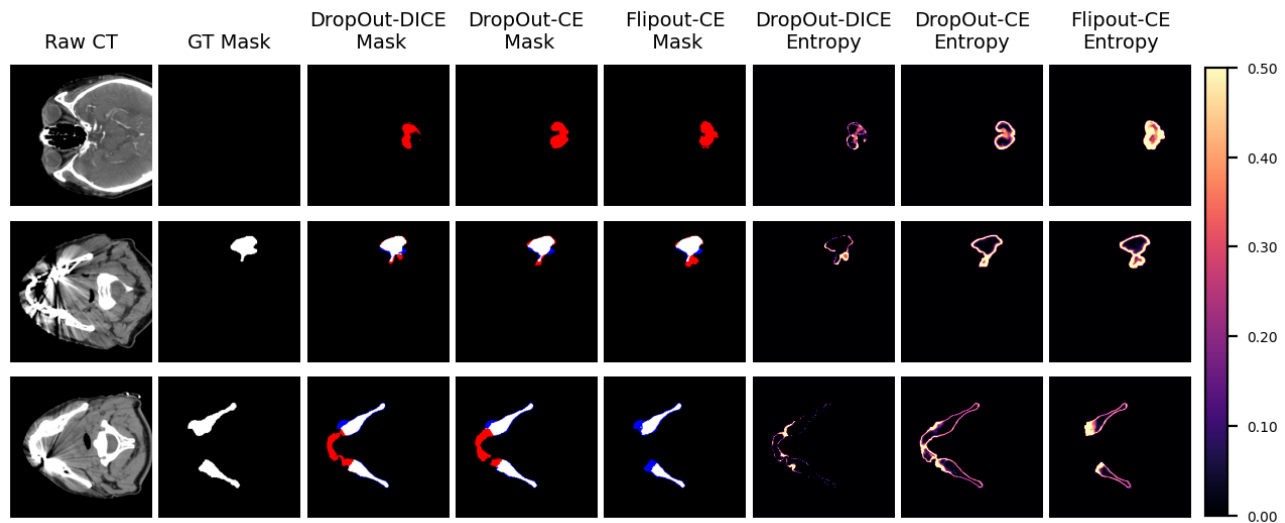 Raw CT
GT Mask
DropOut-DICE
Mask
DropOut-CE
Mask
Flipout-CE
Mask
DropOut-DICE
Entropy
DropOut-CE
Entropy
Flipout-CE
Entropy
0.50
0.40
0.30
0.20
0.10
0.00